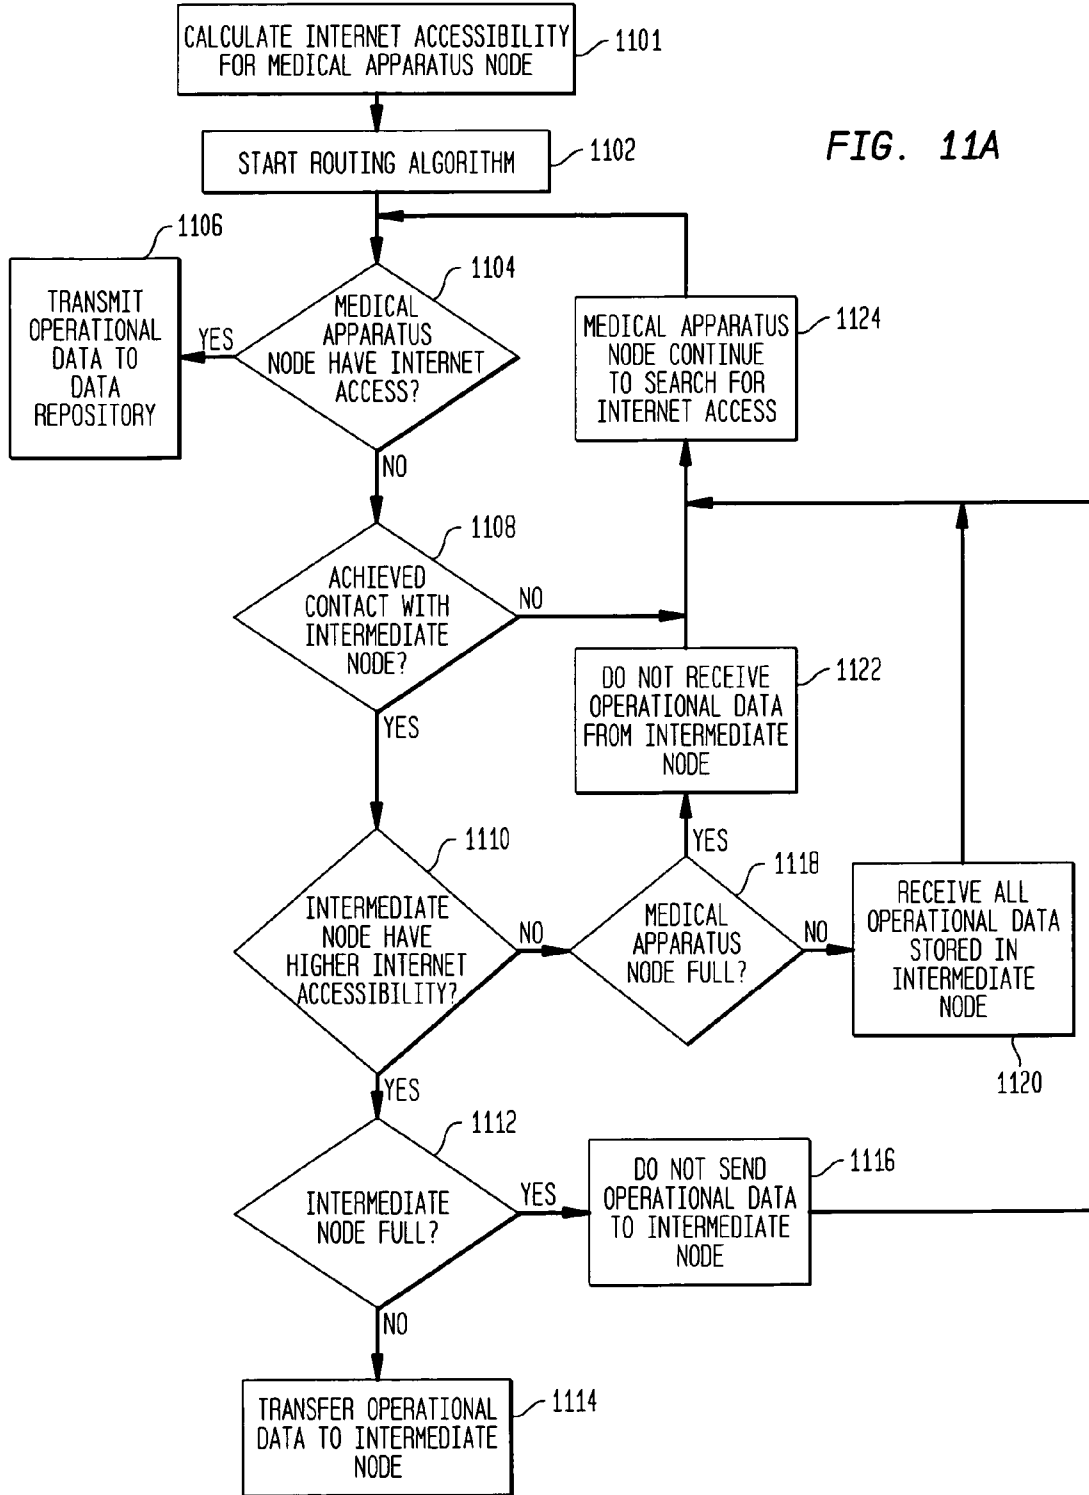 CALCULATE INTERNET ACCESSIBILITY
FOR MEDICAL APPARATUS NODE
1101
START ROUTING ALGORITHM
1102
FIG. 11A
1106
TRANSMIT
OPERATIONAL
DATA TO
DATA
REPOSITORY
YES
1104
MEDICAL
APPARATUS
NODE HAVE INTERNET
ACCESS?
NO
MEDICAL APPARATUS
NODE CONTINUE
TO SEARCH FOR
INTERNET ACCESS
1124
1108
ACHIEVED
CONTACT WITH
INTERMEDIATE
NODE?
NO
YES
DO NOT RECEIVE
OPERATIONAL DATA
FROM INTERMEDIATE
NODE
1122
YES
1110
INTERMEDIATE
NODE HAVE
HIGHER INTERNET
ACCESSIBILITY?
NO
YES
1118
MEDICAL
APPARATUS
NODE FULL?
NO
RECEIVE ALL
OPERATIONAL DATA
STORED IN
INTERMEDIATE
NODE
1120
1112
INTERMEDIATE
NODE FULL?
YES
NO
DO NOT SEND
OPERATIONAL DATA
TO INTERMEDIATE
NODE
1116
TRANSFER OPERATIONAL
DATA TO INTERMEDIATE
NODE
1114